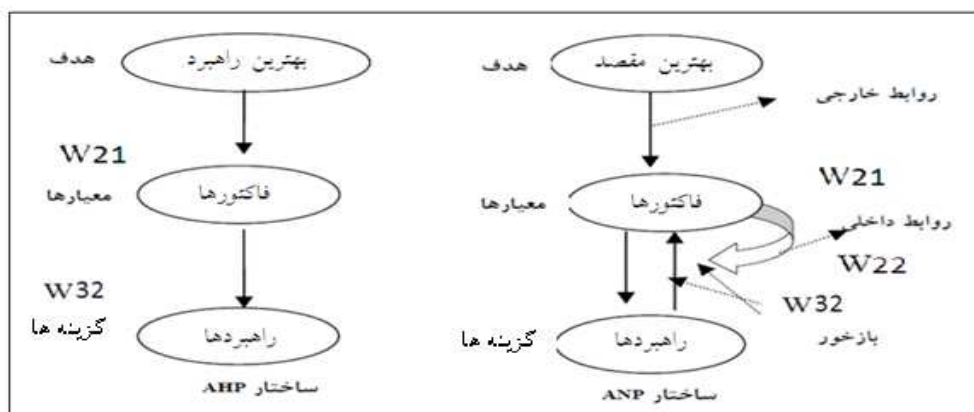 هدف
بهترین راهبرد
W21
معیارها
فاکتورها
W32
گزینه ها
راهبردها
ساختار AHP
هدف
بهترین مقصد
روابط خارجی
W21
معیارها
فاکتورها
روابط داخلی
W22
W32
گزینه ها
راهبردها
بازخور
ساختار ANP